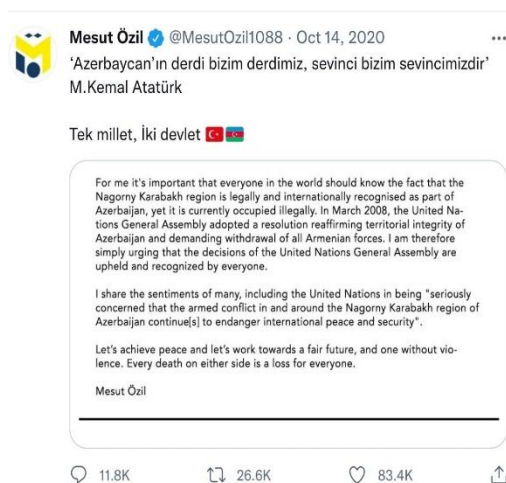 Mesut Özil @MesutOzil1088 · Oct 14, 2020
‘Azerbaycan’ın derdi bizim derdimiz, sevinci bizim sevincimizdir’
M.Kemal Atatürk
Tek millet, İki devlet 🇹🇷🇦🇿
For me it's important that everyone in the world should know the fact that the
Nagorny Karabakh region is legally and internationally recognised as part of
Azerbaijan, yet it is currently occupied illegally. In March 2008, the United Na-
tions General Assembly adopted a resolution reaffirming territorial integrity of
Azerbaijan and demanding withdrawal of all Armenian forces. I am therefore
simply urging that the decisions of the United Nations General Assembly are
upheld and recognized by everyone.
I share the sentiments of many, including the United Nations in being "seriously
concerned that the armed conflict in and around the Nagorny Karabakh region of
Azerbaijan continue[s] to endanger international peace and security".
Let's achieve peace and let's work towards a fair future, and one without vio-
lence. Every death on either side is a loss for everyone.
Mesut Özil
11.8K 26.6K 83.4K